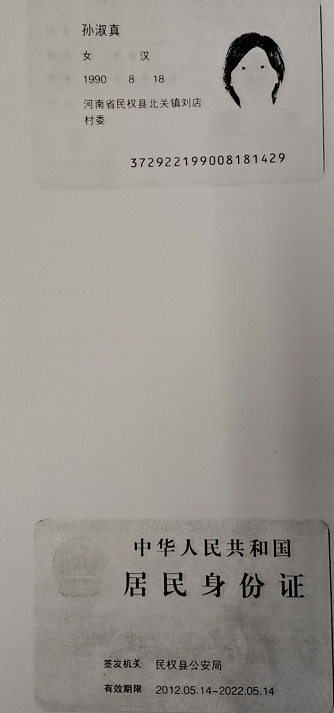 孙淑真
女 汉
1990 8 18
河南省民权县北关镇刘店
村委
372922199008181429
中华人民共和国
居民身份证
签发机关 民权县公安局
有效期限 2012.05.14-2022.05.14